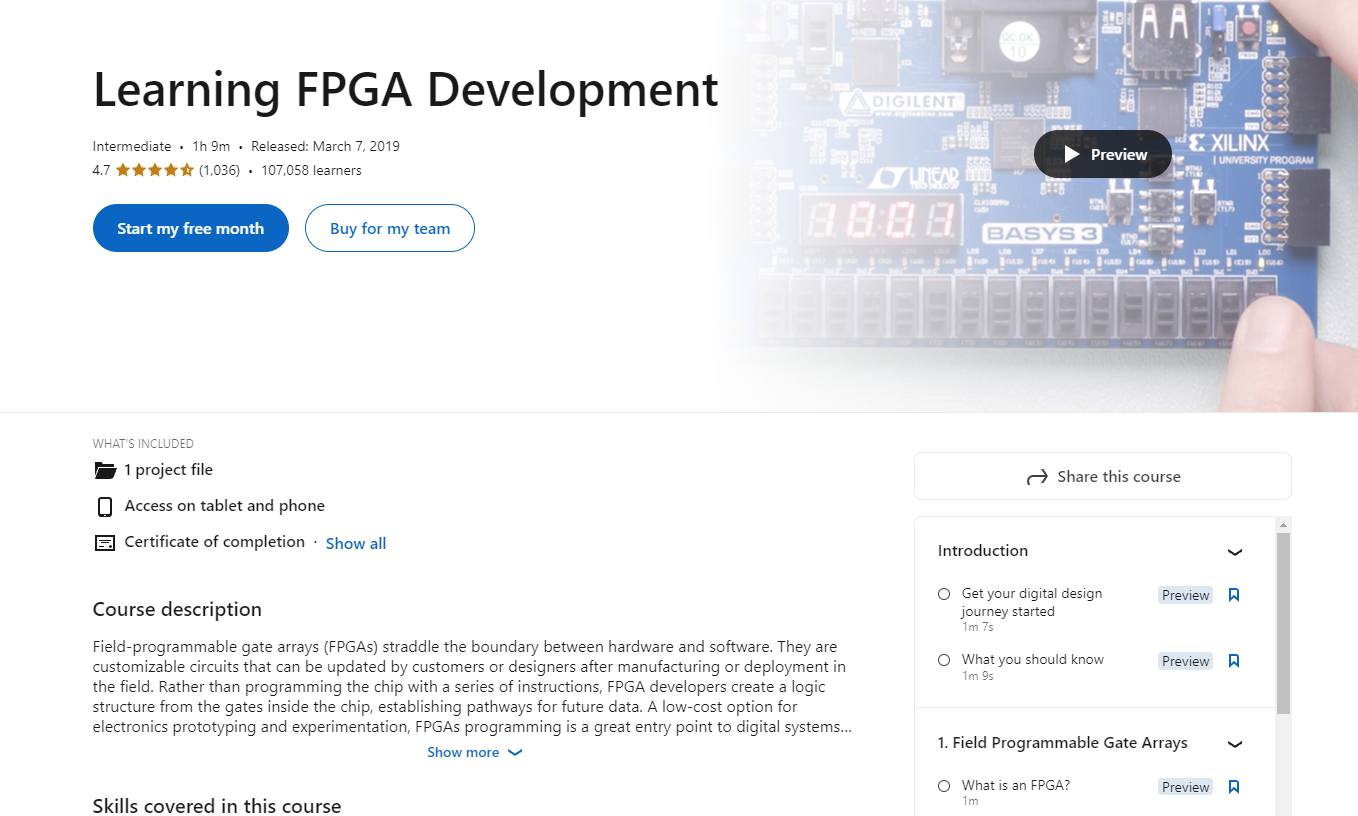 Learning FPGA Development
Intermediate • 1h 9m • Released: March 7, 2019
4.7 (1,036) • 107,058 learners
Start my free month
Buy for my team
QC.OK
10
DIGILENT
XILINX
UNIVERSITY PROGRAM
Preview
LINEAR
TECHNOLOGY
18:01
BASYS 3
WHAT'S INCLUDED
1 project file
Access on tablet and phone
Certificate of completion · Show all
Course description
Field-programmable gate arrays (FPGAs) straddle the boundary between hardware and software. They are
customizable circuits that can be updated by customers or designers after manufacturing or deployment in
the field. Rather than programming the chip with a series of instructions, FPGA developers create a logic
structure from the gates inside the chip, establishing pathways for future data. A low-cost option for
electronics prototyping and experimentation, FPGAs programming is a great entry point to digital systems...
Show more
Skills covered in this course
Share this course
Introduction
Get your digital design
journey started
1m 7s
Preview
What you should know
1m 9s
Preview
1. Field Programmable Gate Arrays
What is an FPGA?
1m
Preview